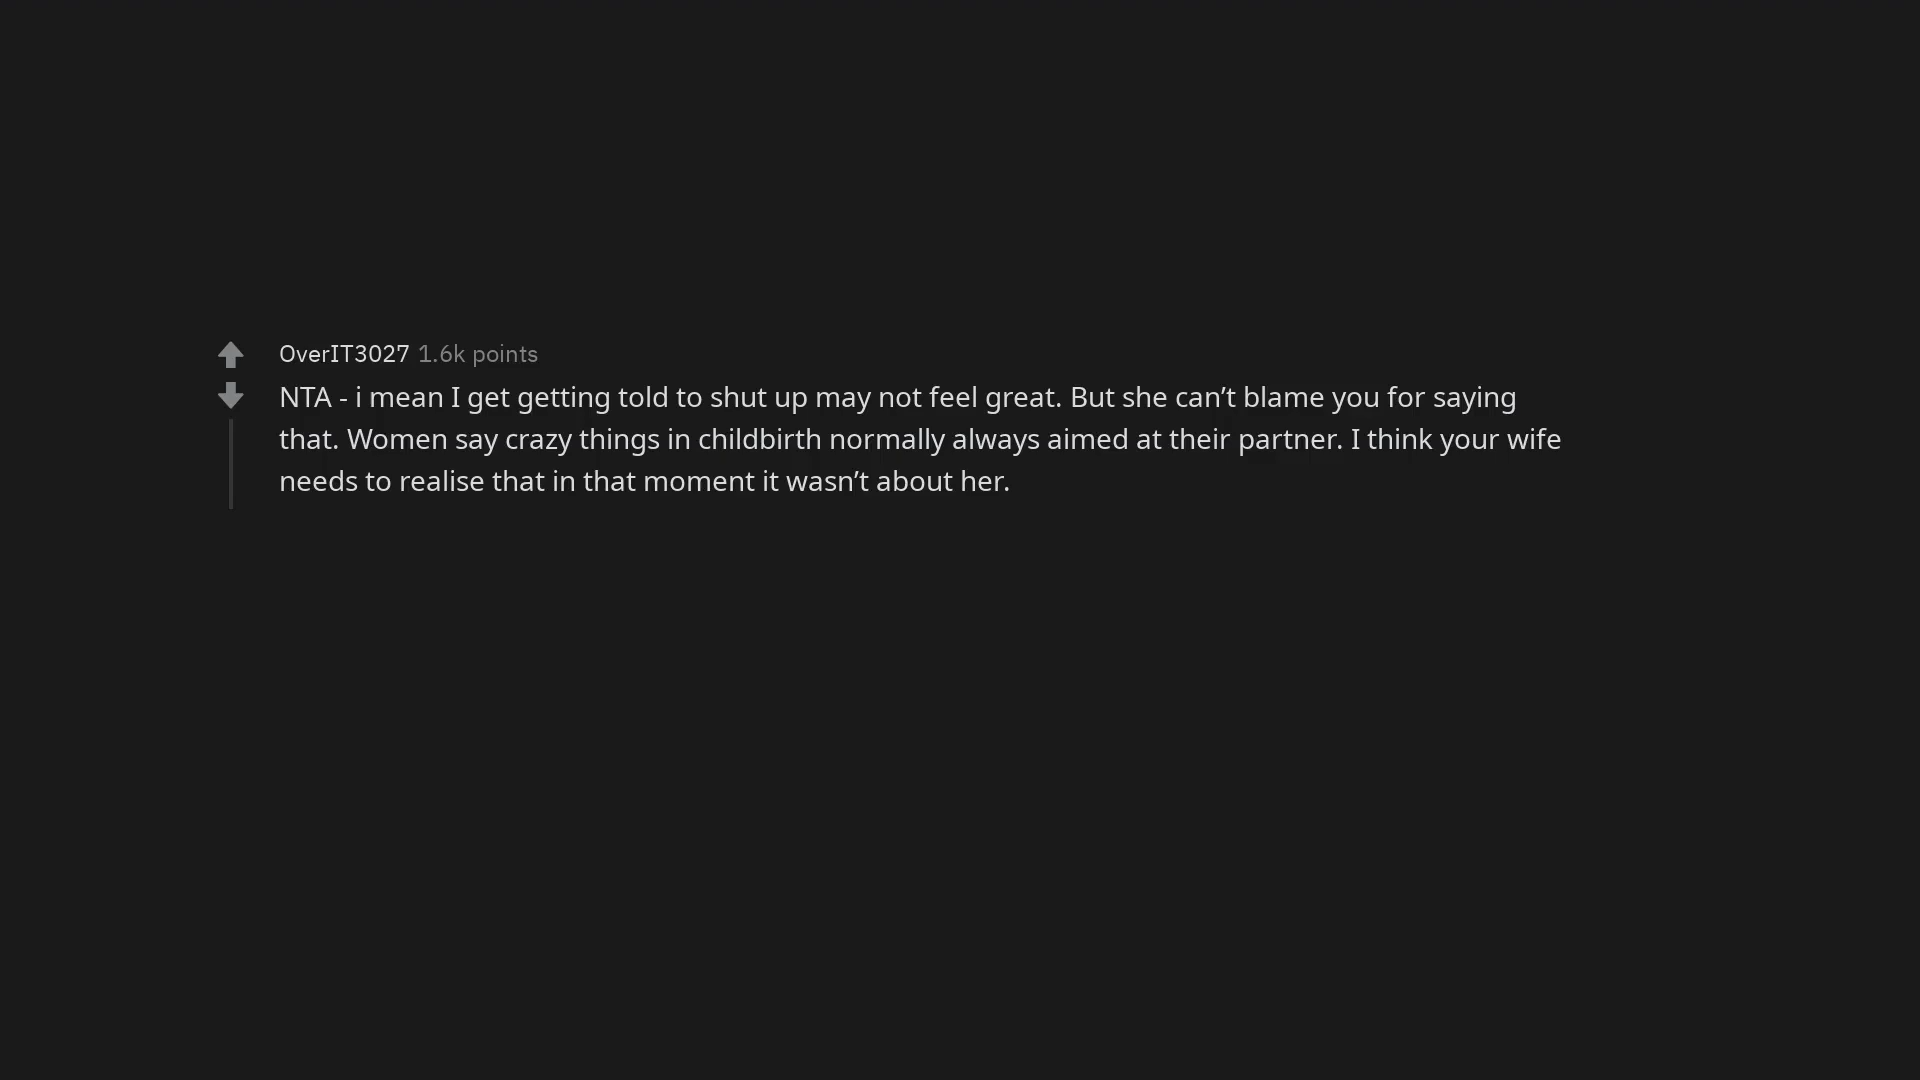 OverIT3027 1.6k points
NTA - i mean I get getting told to shut up may not feel great. But she can’t blame you for saying
that. Women say crazy things in childbirth normally always aimed at their partner. I think your wife
needs to realise that in that moment it wasn’t about her.